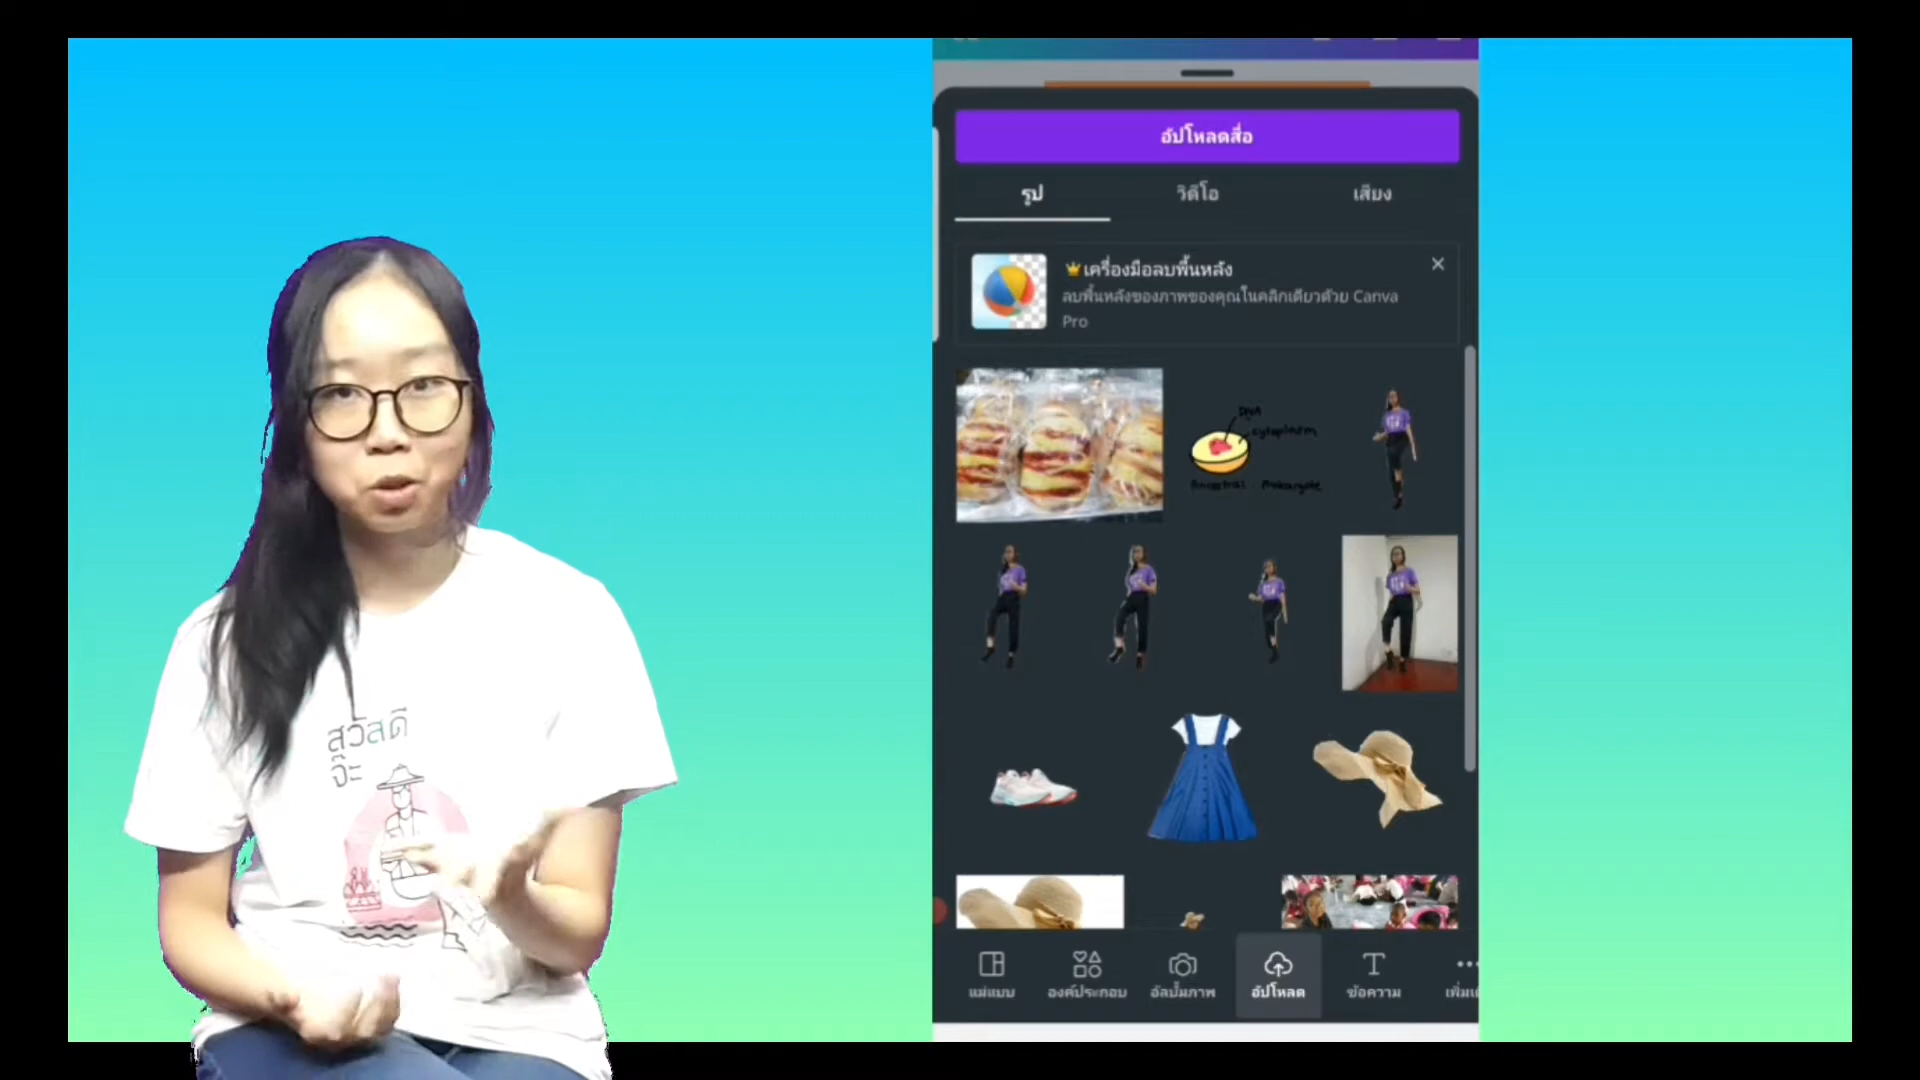 อัปโหลดสื่อ
รูป
วิดีโอ
เสียง
เครื่องมือลบพื้นหลัง
ลบพื้นหลังของภาพของคุณในคลิกเดียวด้วย Canva
Pro
DNA
cytoplasm
Ancestral Prokaryote
สวัสดี
จ๊ะ
แม่แบบ
องค์ประกอบ
อัลบั้มภาพ
อัปโหลด
ข้อความ